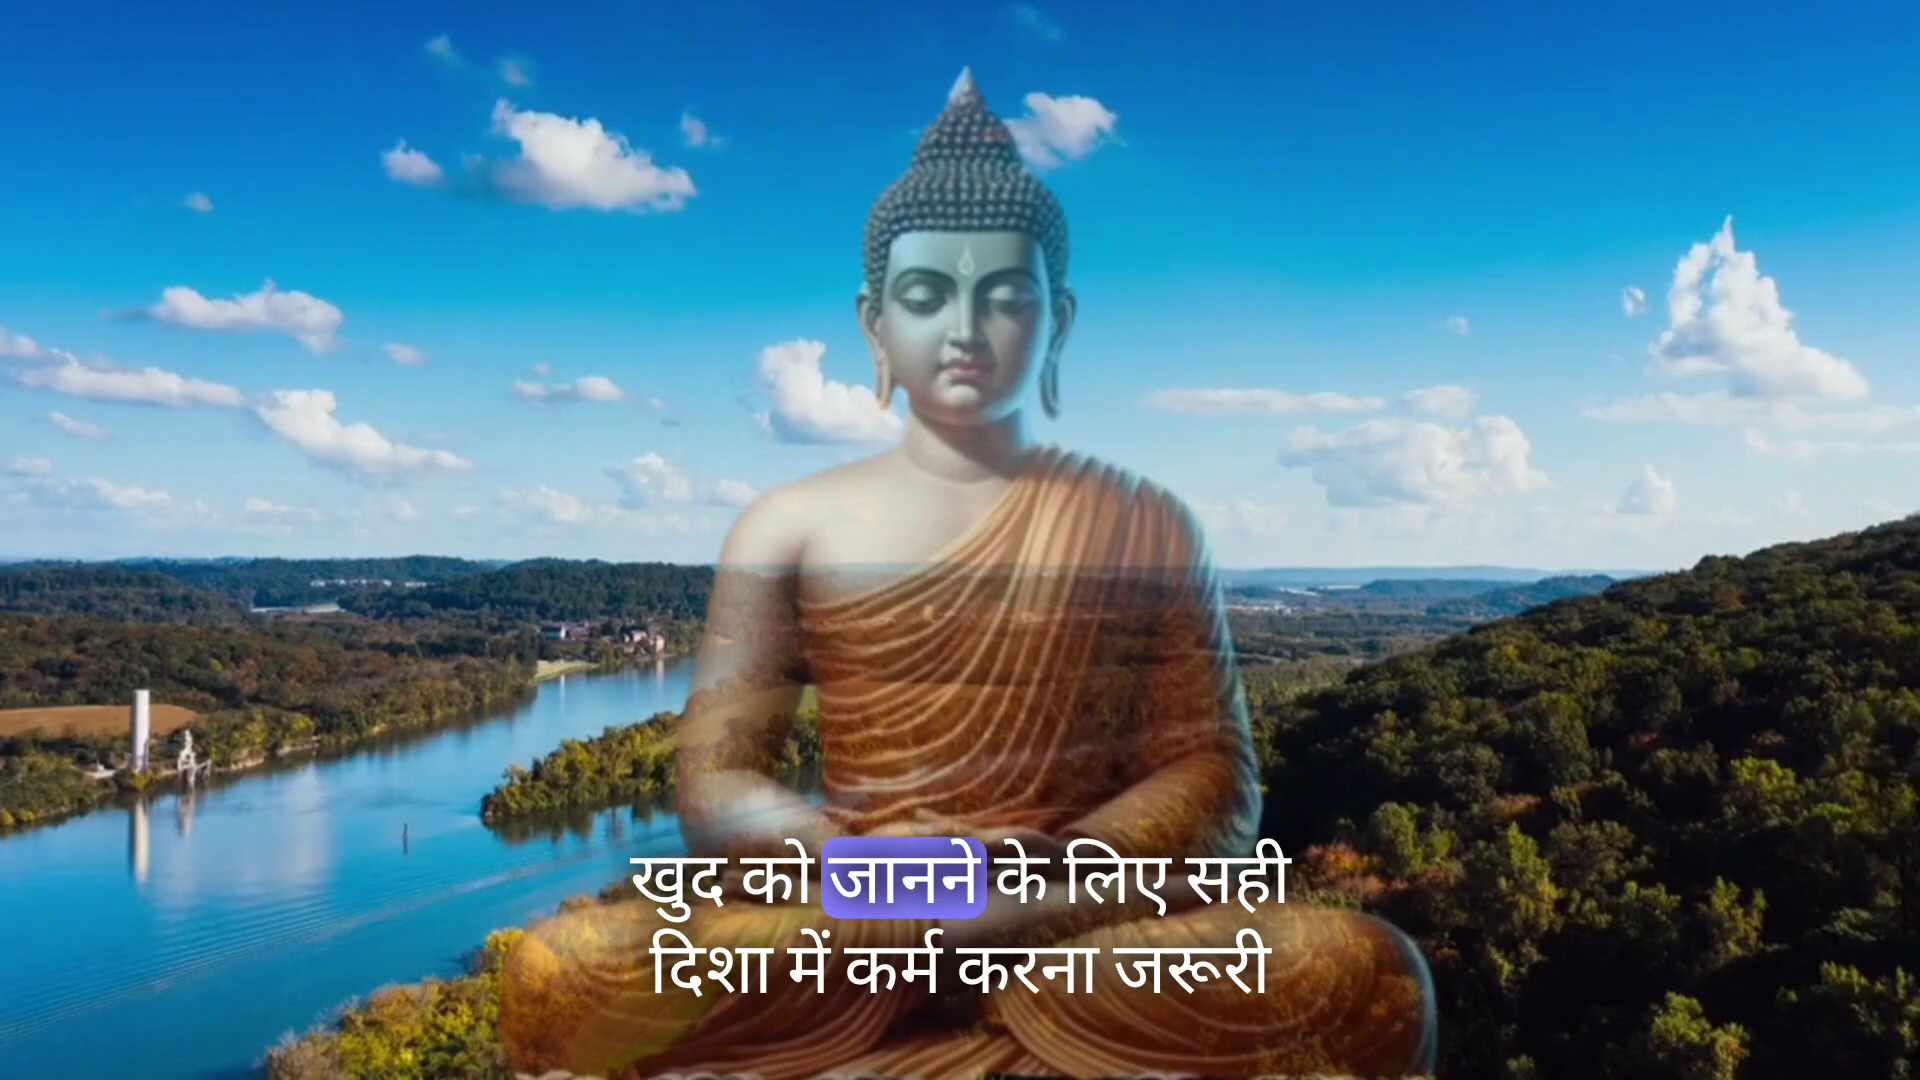 खुद को जानने के लिए सही
दिशा में कर्म करना जरूरी